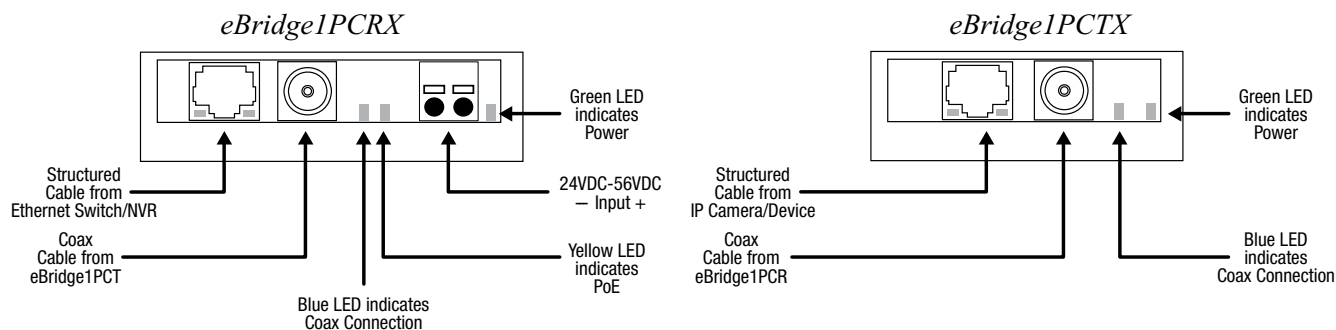 eBridge1PCRX
Green LED
indicates
Power
Structured
Cable from
Ethernet Switch/NVR
24VDC-56VDC
— Input +
Coax
Cable from
eBridge1PCT
Yellow LED
indicates
PoE
Blue LED indicates
Coax Connection
eBridge1PCTX
Green LED
indicates
Power
Structured
Cable from
IP Camera/Device
Coax
Cable from
eBridge1PCR
Blue LED
indicates
Coax Connection